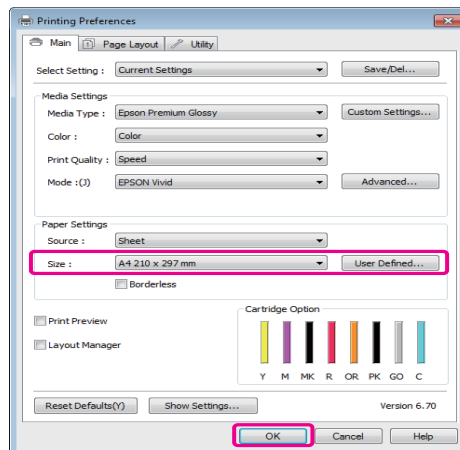 Printing Preferences
Main Page Layout Utility
Select Setting : Current Settings Save/Del...
Media Settings
Media Type : Epson Premium Glossy Custom Settings...
Color : Color
Print Quality : Speed
Mode :(J) EPSON Vivid Advanced...
Paper Settings
Source : Sheet
Size : A4 210 x 297 mm User Defined...
Borderless
Cartridge Option
Print Preview
Layout Manager
Y M MK R OR PK GO C
Reset Defaults(Y) Show Settings... Version 6.70
OK Cancel Help